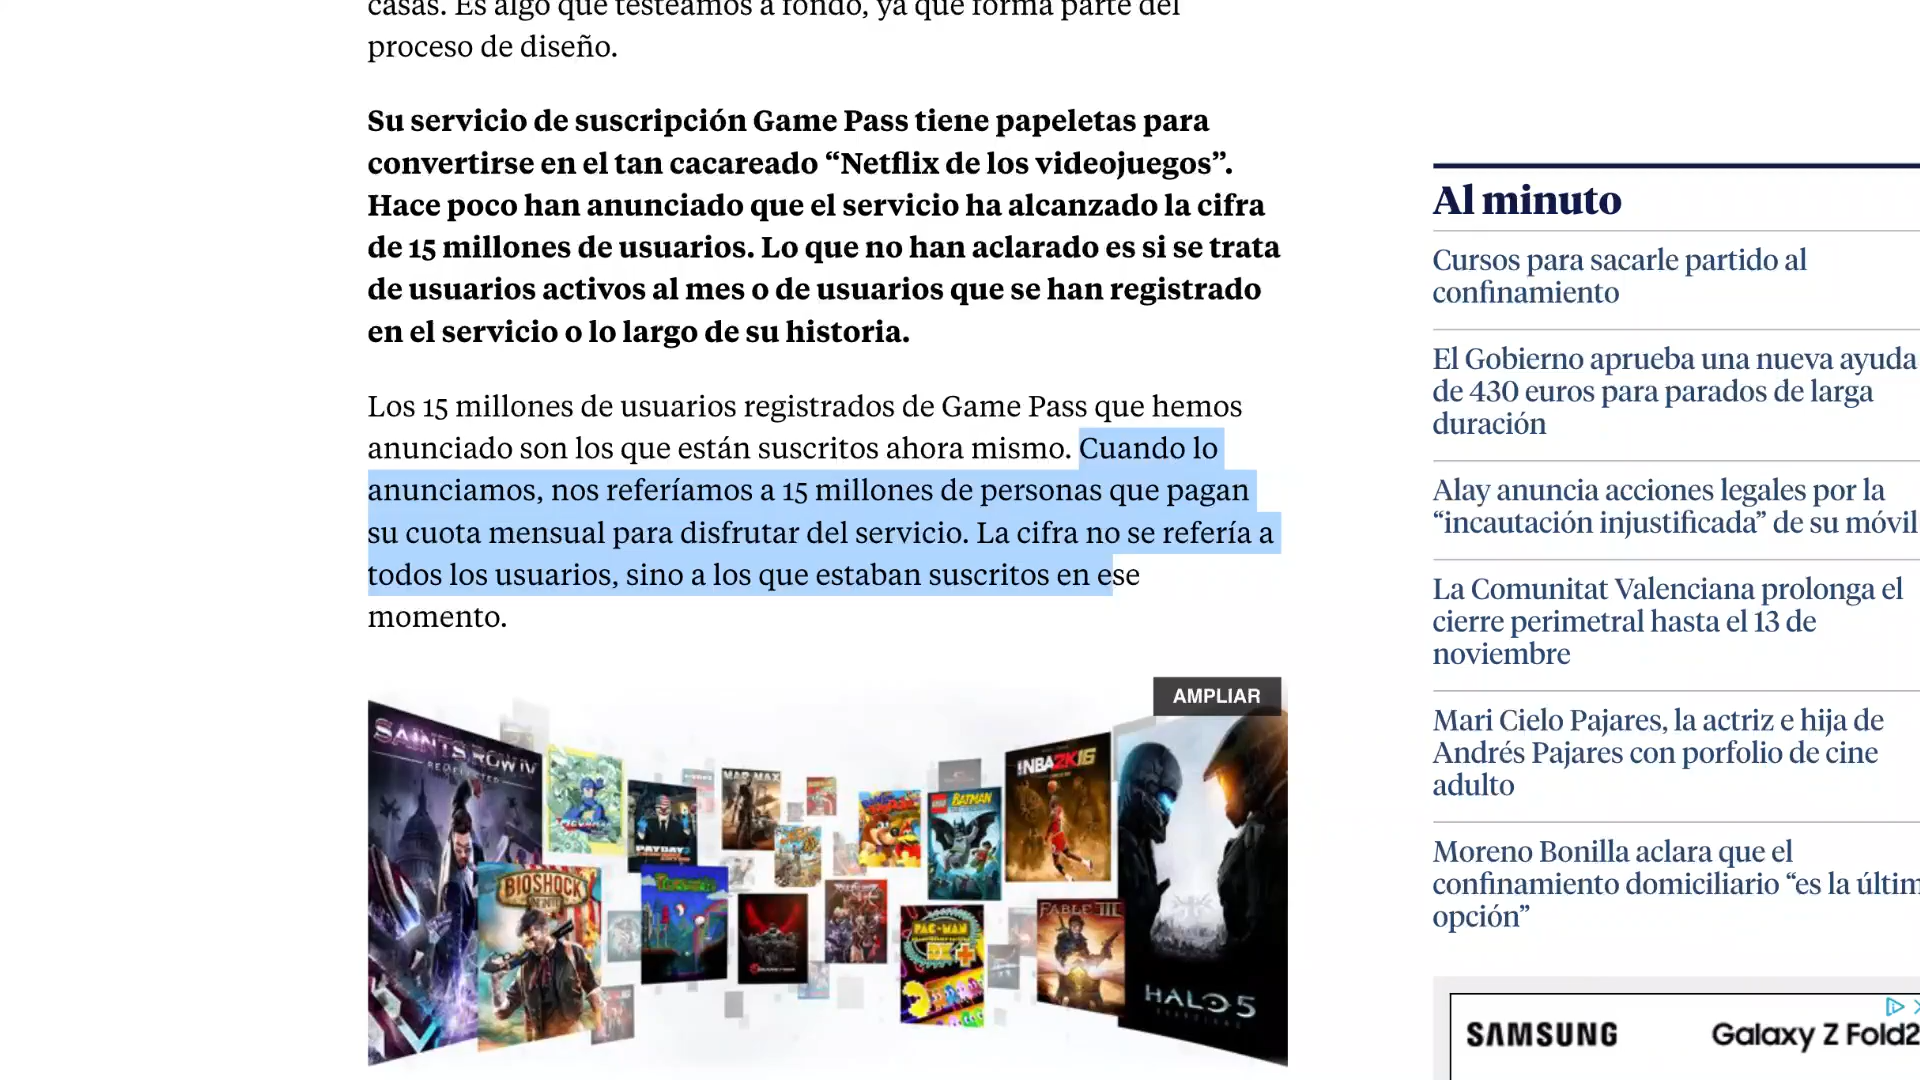 casas. Es algo que testeamos a fondo, ya que forma parte del
proceso de diseño.
Su servicio de suscripción Game Pass tiene papeletas para
convertirse en el tan cacareado “Netflix de los videojuegos”.
Hace poco han anunciado que el servicio ha alcanzado la cifra
de 15 millones de usuarios. Lo que no han aclarado es si se trata
de usuarios activos al mes o de usuarios que se han registrado
en el servicio o lo largo de su historia.
Los 15 millones de usuarios registrados de Game Pass que hemos
anunciado son los que están suscritos ahora mismo. Cuando lo
anunciamos, nos referíamos a 15 millones de personas que pagan
su cuota mensual para disfrutar del servicio. La cifra no se refería a
todos los usuarios, sino a los que estaban suscritos en ese
momento.
AMPLIAR
SAINTS ROW IV
RE-ELECTED
PAYDAY 2
MAD MAX
BIOSHOCK
INFINITE
LEGO BATMAN
PAC-MAN
DX+
NBA 2K16
FABLE III
HALO 5
Al minuto
Cursos para sacarle partido al
confinamiento
El Gobierno aprueba una nueva ayuda
de 430 euros para parados de larga
duración
Alay anuncia acciones legales por la
“incautación injustificada” de su móvil
La Comunitat Valenciana prolonga el
cierre perimetral hasta el 13 de
noviembre
Mari Cielo Pajares, la actriz e hija de
Andrés Pajares con porfolio de cine
adulto
Moreno Bonilla aclara que el
confinamiento domiciliario “es la últim
opción”
SAMSUNG
Galaxy Z Fold2